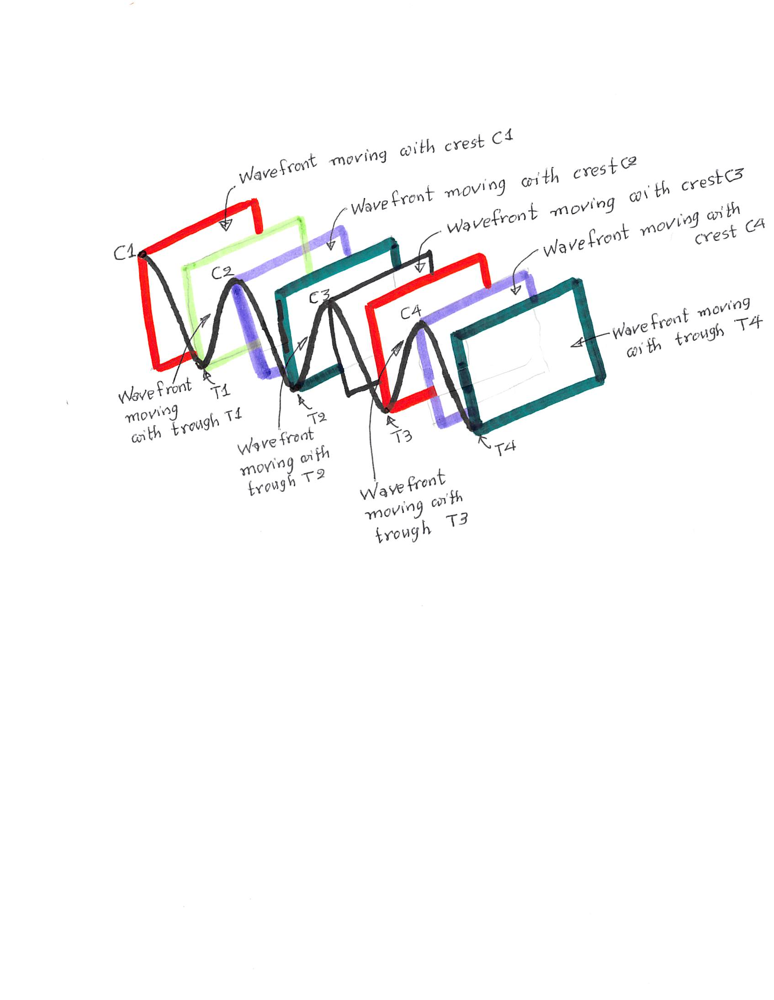 Wavefront moving with crest C1
Wavefront moving with crest C2
Wavefront moving with crest C3
Wavefront moving with
crest C4
C1
C2
C3
C4
Wavefront moving
with trough T4
Wavefront
moving
with trough T1
T1
T2
T3
T4
Wavefront
moving with
trough T2
Wavefront
moving with
trough T3